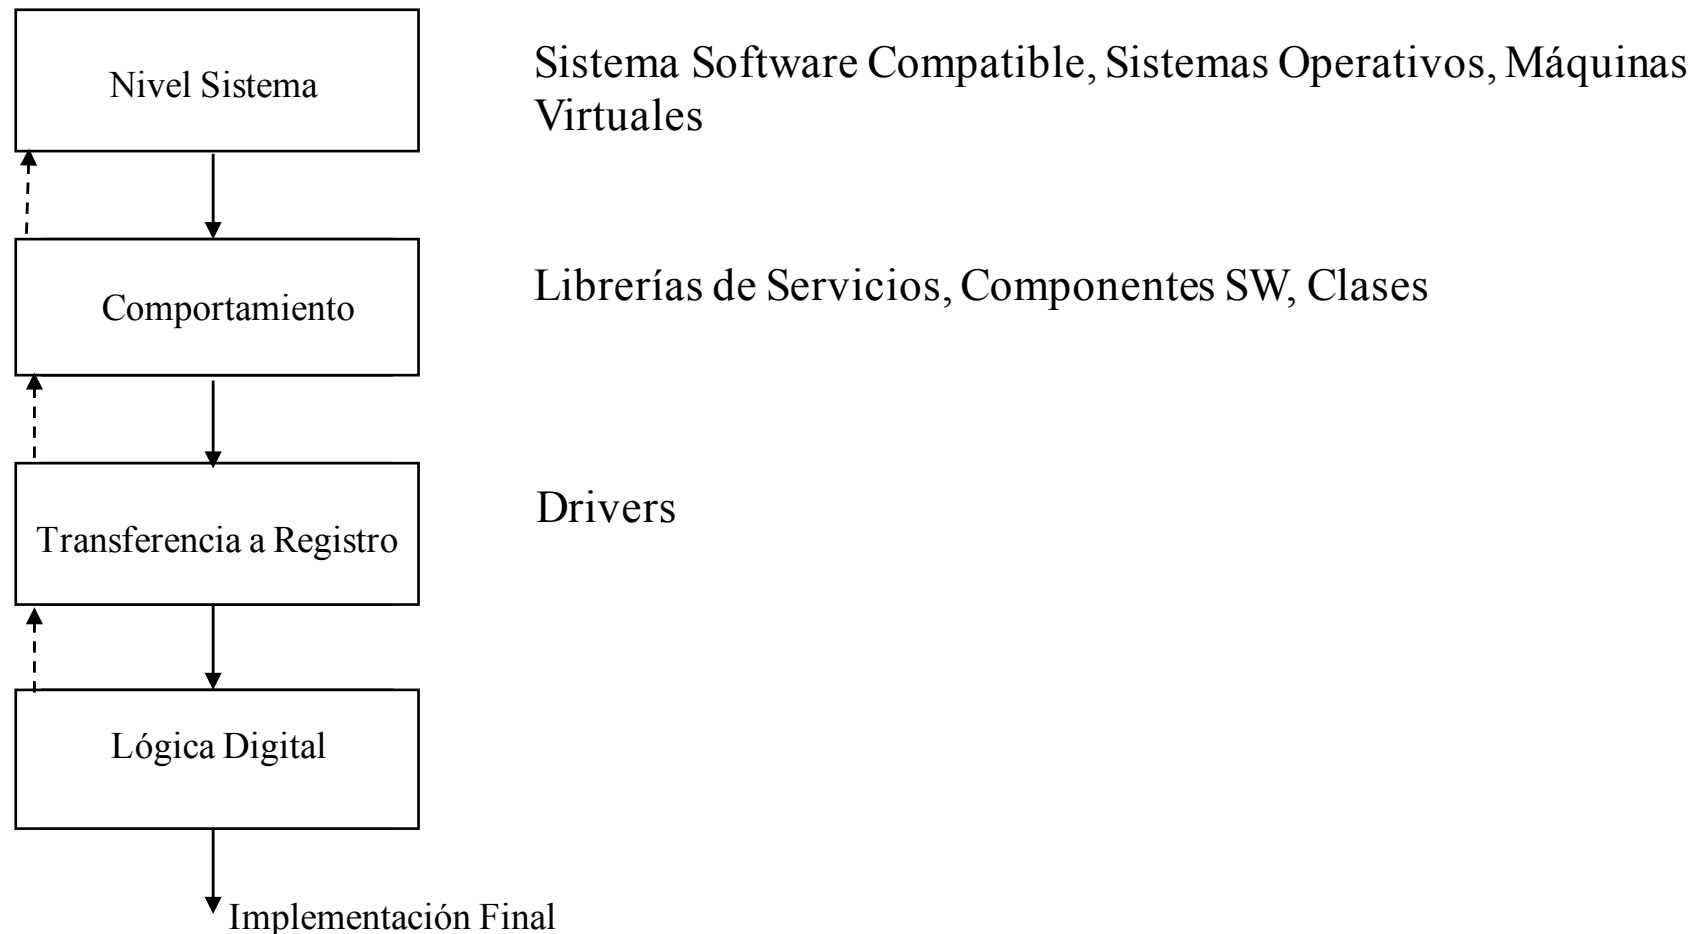 Nivel Sistema
Sistema Software Compatible, Sistemas Operativos, Máquinas
Virtuales
Comportamiento
Librerías de Servicios, Componentes SW, Clases
Transferencia a Registro
Drivers
Lógica Digital
Implementación Final